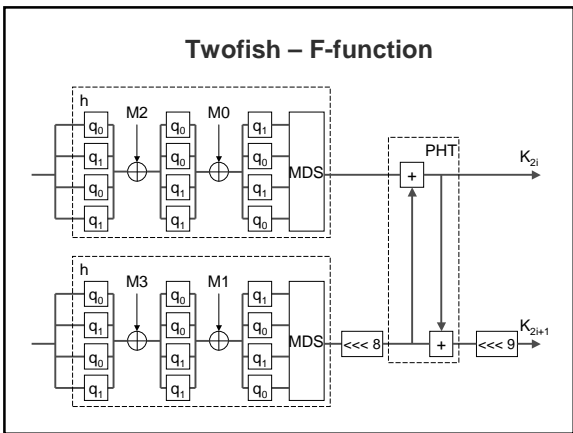 Twofish – F-function
h
M2 M0
q₀ q₀ q₁
PHT K₂ᵢ
q₁ q₀ q₀
MDS +
q₀ q₁ q₁
q₁ q₁ q₀
h
M3 M1
q₀ q₀ q₁
K₂ᵢ₊₁
q₁ q₀ q₀
MDS <<< 8 + <<< 9
q₀ q₁ q₁
q₁ q₁ q₀